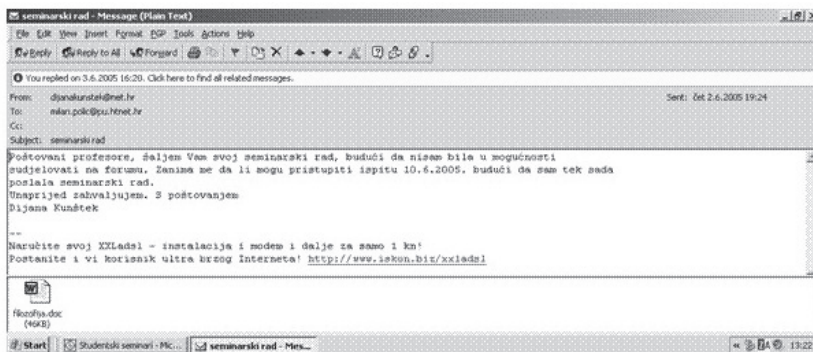 seminarski rad - Message (Plain Text)
File Edit View Insert Format PGP Tools Actions Help
Reply Reply to All Forward
You replied on 3.6.2005 16:20. Click here to find all related messages.
From: dijanakunstek@net.hr Sent: čet 2.6.2005 19:24
To: milan.polic@pu.htnet.hr
Cc:
Subject: seminarski rad
Poštovani profesore, šaljem Vam svoj seminarski rad, budući da nisam bila u mogućnosti
sudjelovati na forumu. Zanima me da li mogu pristupiti ispitu 10.6.2005. budući da sam tek sada
poslala seminarski rad.
Unaprijed zahvaljujem. S poštovanjem
Dijana Kunštek
--
Naručite svoj XXLadsl - instalacija i modem i dalje za samo 1 kn!
Postanite i vi korisnik ultra brzog Interneta! http://www.iskon.biz/xxladsl
filozofija.doc
(46KB)
Start Studentski seminari - Mic... seminarski rad - Mes... 13:22